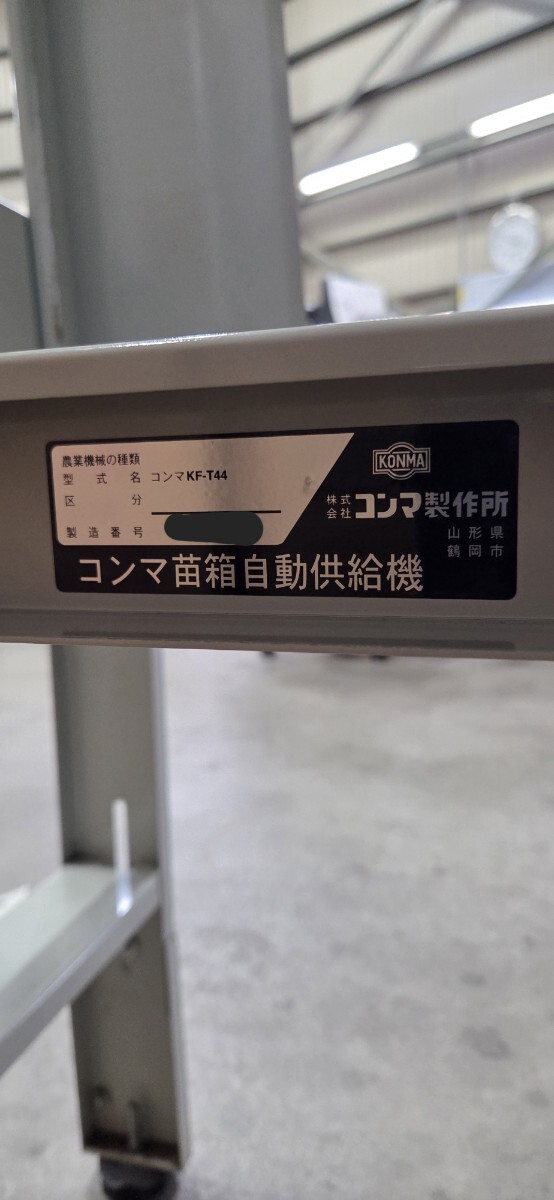 農業機械の種類
型式名 コンマKF-T44
区分
製造番号
KONMA
株式会社 コンマ製作所
山形県
鶴岡市
コンマ苗箱自動供給機